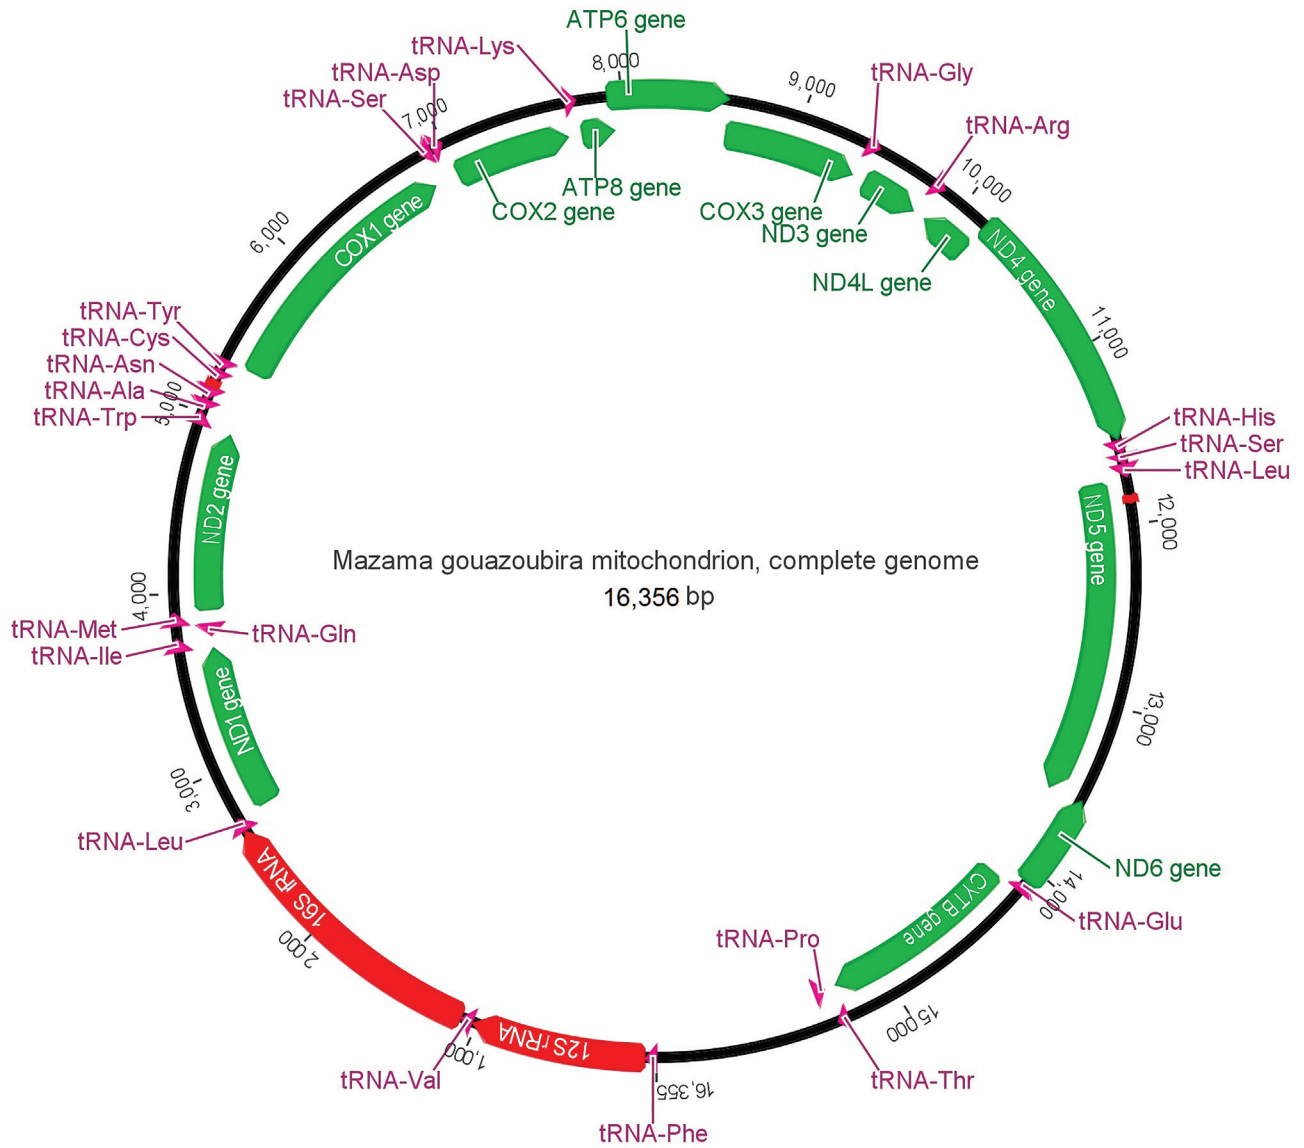 ATP6 gene
tRNA-Lys
8,000
tRNA-Asp
tRNA-Gly
9,000
tRNA-Ser
7,000
tRNA-Arg
10,000
ATP8 gene
COX2 gene
COX3 gene
ND3 gene
COX1 gene
6,000
ND4L gene
ND4 gene
11,000
tRNA-Tyr
tRNA-Cys
tRNA-Asn
tRNA-Ala
5,000
tRNA-Trp
tRNA-His
tRNA-Ser
tRNA-Leu
ND2 gene
12,000
ND5 gene
Mazama gouazoubira mitochondrion, complete genome
16,356 bp
4,000
tRNA-Met
tRNA-Gln
tRNA-Ile
ND1 gene
13,000
3,000
tRNA-Leu
16S rRNA
ND6 gene
14,000
CYTB gene
tRNA-Glu
2,000
tRNA-Pro
15,000
12S rRNA
1,000
tRNA-Val
tRNA-Thr
16,355
tRNA-Phe